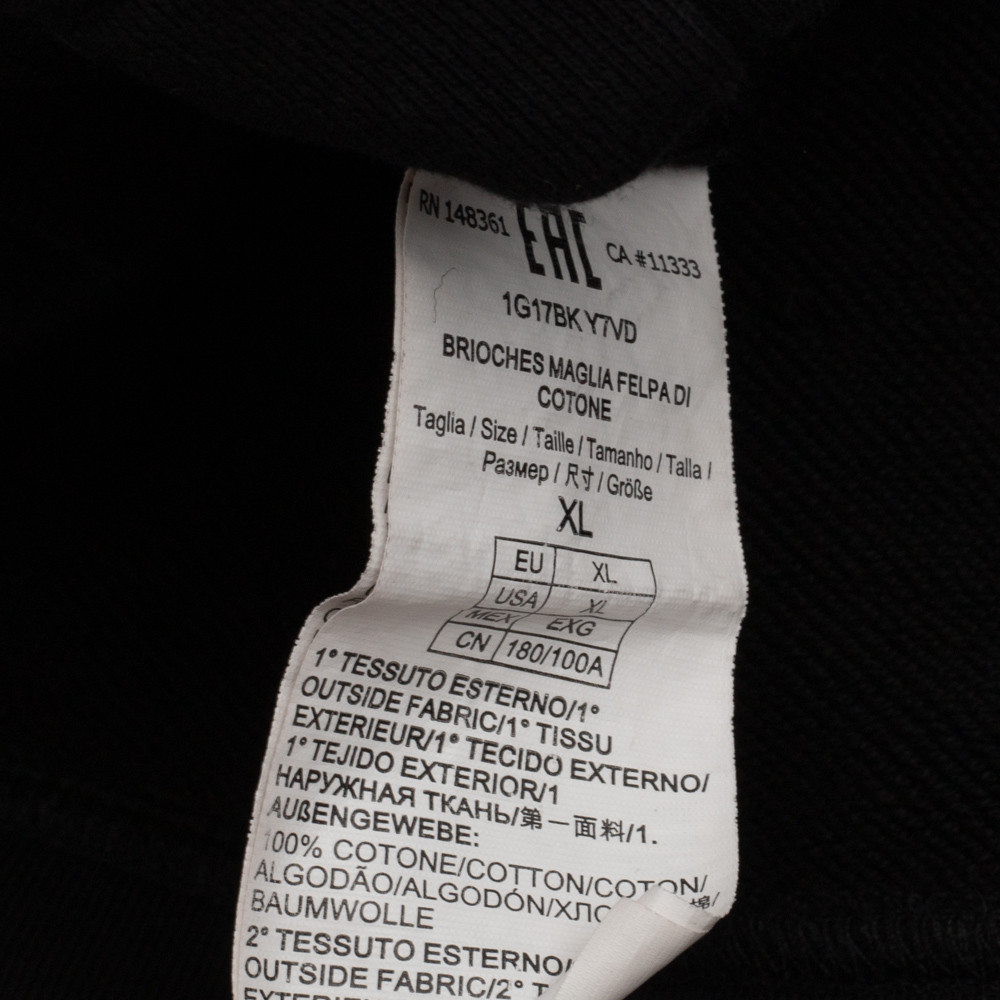 RN 148361 EAC CA #11333
1G17BK Y7VD
BRIOCHES MAGLIA FELPA DI
COTONE
Taglia / Size / Taille / Tamanho / Talla /
Размер / 尺寸 / Größe
XL
EU XL
USA XL
MEX EXG
CN 180/100A
1° TESSUTO ESTERNO/1°
OUTSIDE FABRIC/1° TISSU
EXTERIEUR/1° TECIDO EXTERNO/
1° TEJIDO EXTERIOR/1
НАРУЖНАЯ ТКАНЬ/第一面料/1.
AUßENGEWEBE:
100% COTONE/COTTON/COTON/
ALGODÃO/ALGODÓN/ХЛО 棉/
BAUMWOLLE
2° TESSUTO ESTERNO/
OUTSIDE FABRIC/2° T